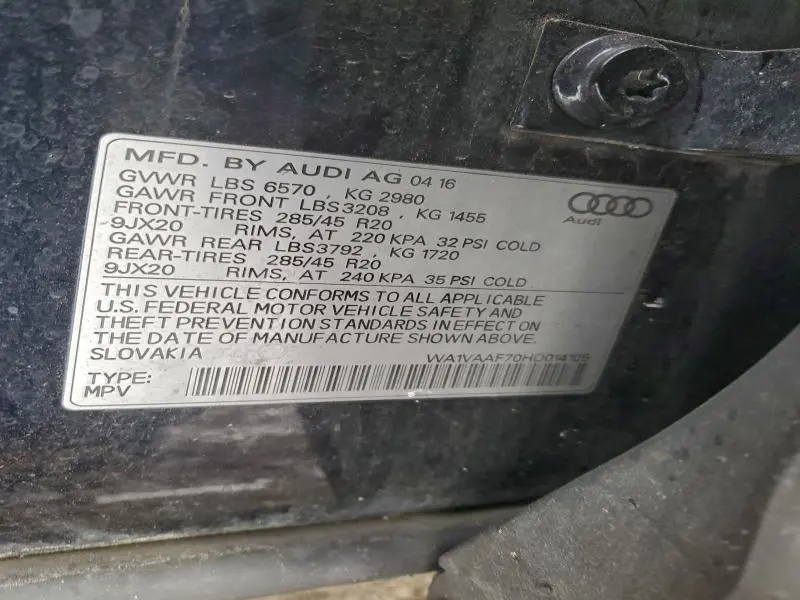 MFD. BY AUDI AG 04 16
GVWR LBS 6570 , KG 2980
GAWR FRONT LBS3208 , KG 1455
FRONT-TIRES 285/45 R20
9JX20 RIMS, AT 220 KPA 32 PSI COLD
GAWR REAR LBS3792 , KG 1720
REAR-TIRES 285/45 R20
9JX20 RIMS, AT 240 KPA 35 PSI COLD
Audi
THIS VEHICLE CONFORMS TO ALL APPLICABLE
U.S. FEDERAL MOTOR VEHICLE SAFETY AND
THEFT PREVENTION STANDARDS IN EFFECT ON
THE DATE OF MANUFACTURE SHOWN ABOVE.
SLOVAKIA WA1VAAF70HD014105
TYPE:
MPV